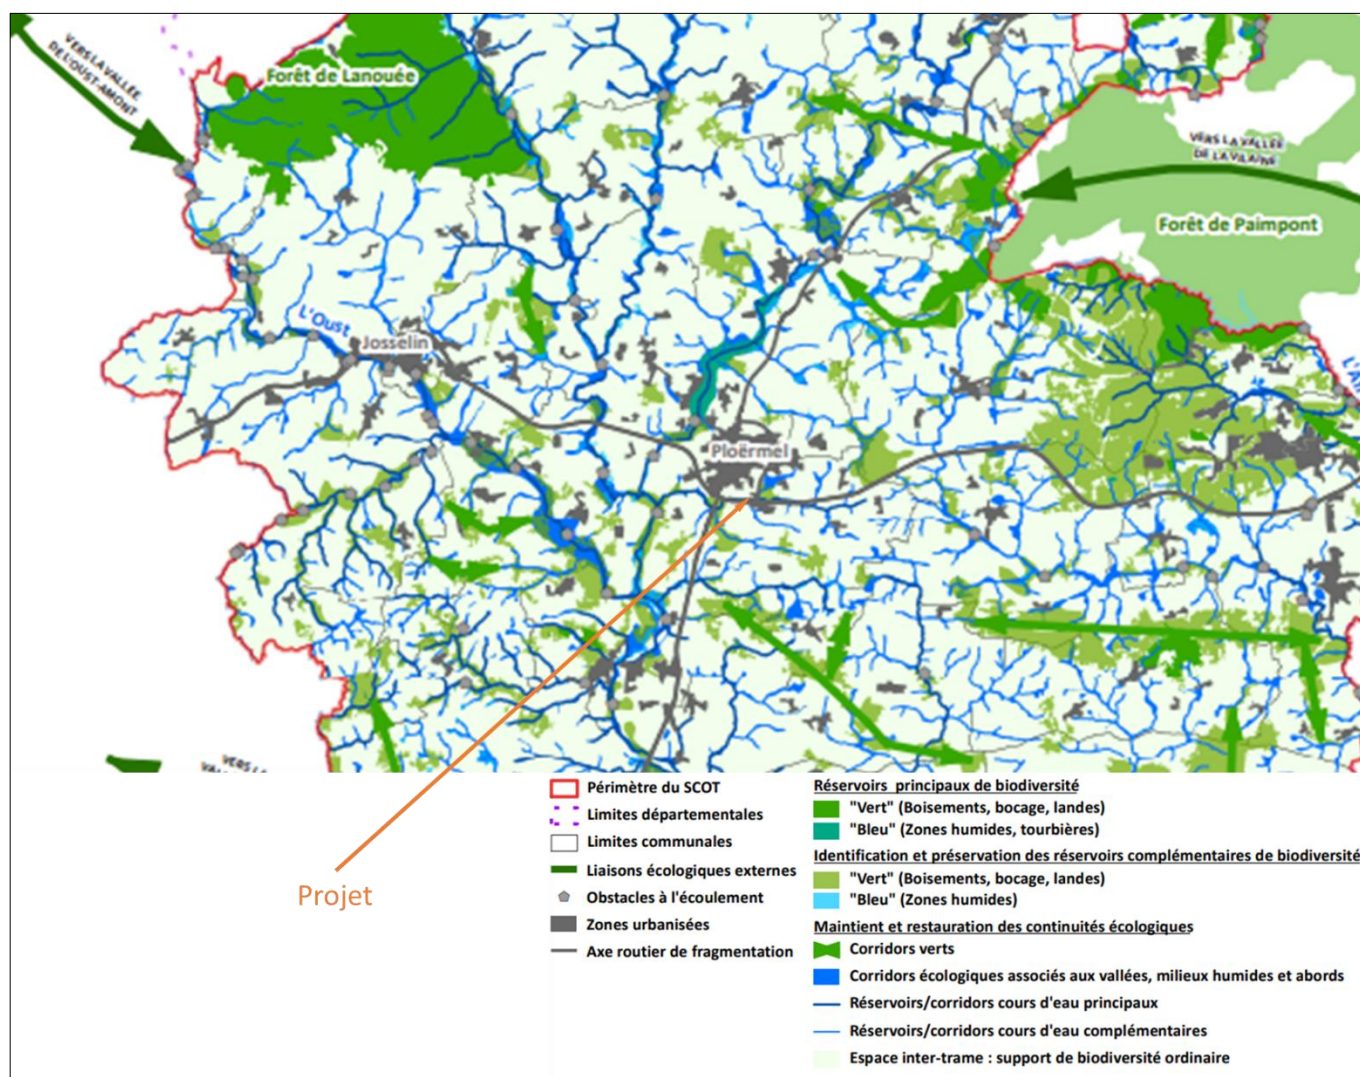 VERS LA VALLÉE
DE L'OUST-AMONT
Forêt de Lanouée
VERS LA VALLÉE
DE LA VILAINE
Forêt de Paimpont
L'Oust
Josselin
Ploërmel
VERS LA
Projet
Périmètre du SCOT
Limites départementales
Limites communales
Liaisons écologiques externes
Obstacles à l'écoulement
Zones urbanisées
Axe routier de fragmentation
Réservoirs principaux de biodiversité
"Vert" (Boisements, bocage, landes)
"Bleu" (Zones humides, tourbières)
Identification et préservation des réservoirs complémentaires de biodiversité
"Vert" (Boisements, bocage, landes)
"Bleu" (Zones humides)
Maintient et restauration des continuités écologiques
Corridors verts
Corridors écologiques associés aux vallées, milieux humides et abords
Réservoirs/corridors cours d'eau principaux
Réservoirs/corridors cours d'eau complémentaires
Espace inter-trame : support de biodiversité ordinaire